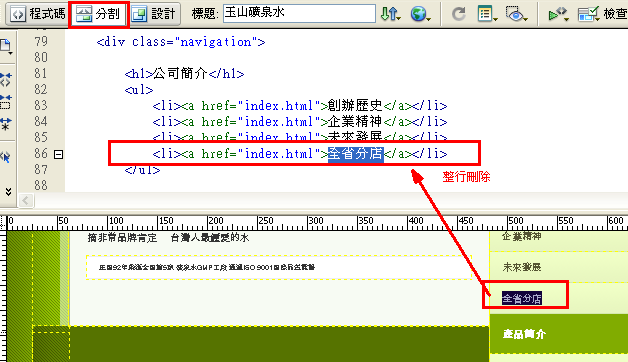 程式碼 分割 設計 標題: 玉山礦泉水 檢查
79 <div class="navigation">
80
81 <h1>公司簡介</h1>
82 <ul>
83 <li><a href="index.html">創辦歷史</a></li>
84 <li><a href="index.html">企業精神</a></li>
85 <li><a href="index.html">未來發展</a></li>
86 <li><a href="index.html">全省分店</a></li>
87 </ul>
88
整行刪除
0 50 100 150 200 250 300 350 400 450 500 550 600
摘非常品牌肯定 台灣人最鍾愛的水
企業精神
未來發展
全省分店
產品簡介